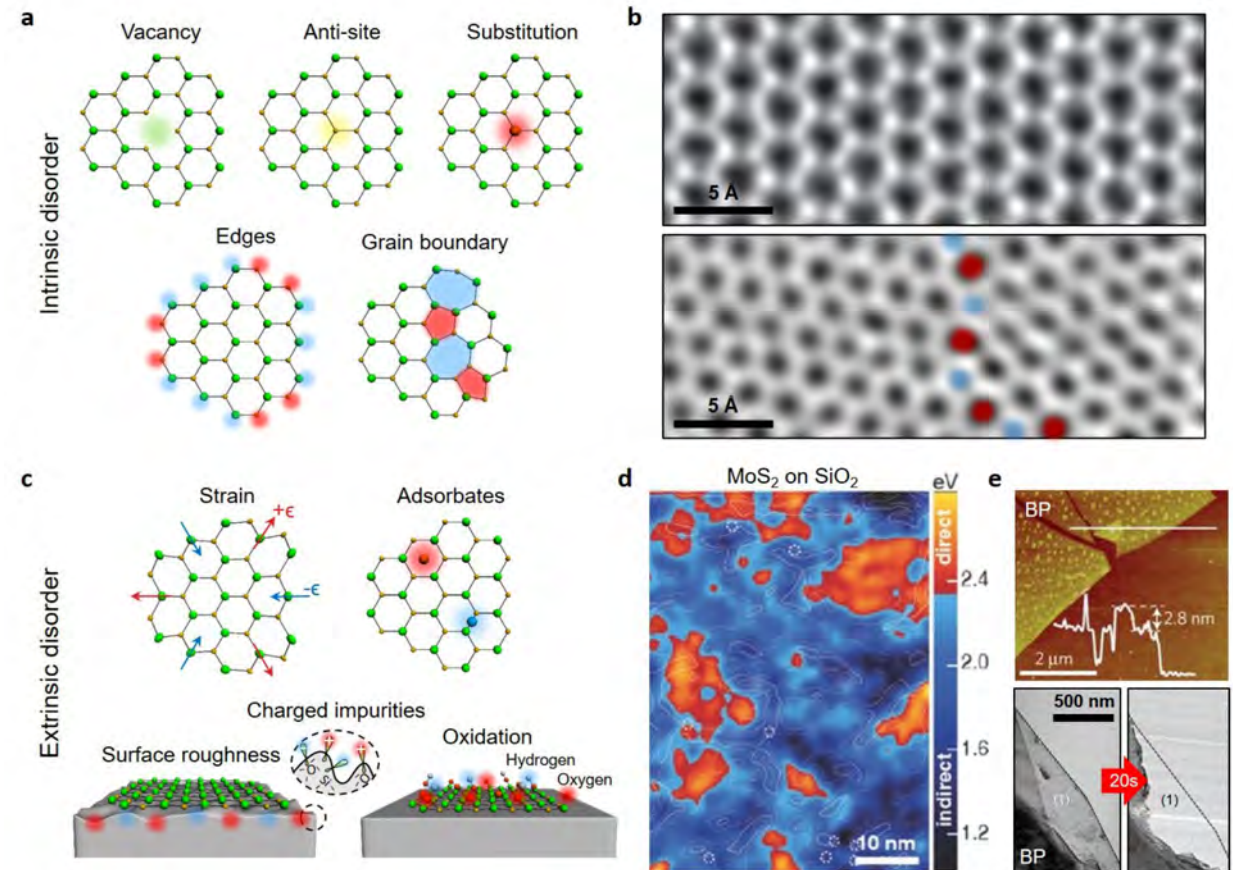 a
Vacancy
Anti-site
Substitution
Intrinsic disorder
Edges
Grain boundary
b
5 Å
5 Å
c
Strain
Adsorbates
+ϵ
-ϵ
Extrinsic disorder
Charged impurities
Surface roughness
Oxidation
Hydrogen
Oxygen
d
MoS₂ on SiO₂
eV
direct
2.4
2.0
1.6
indirect
1.2
10 nm
e
BP
2.8 nm
2 µm
500 nm
20s
(1)
(1)
BP